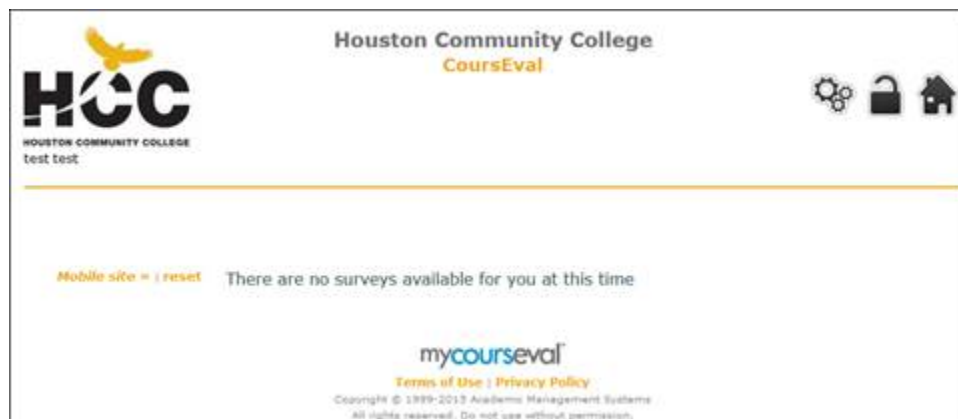 Houston Community College
CoursEval
HCC
HOUSTON COMMUNITY COLLEGE
test test
Mobile site = | reset
There are no surveys available for you at this time
mycourseval
Terms of Use | Privacy Policy
Copyright © 1999-2013 Academic Management Systems
All rights reserved. Do not use without permission.